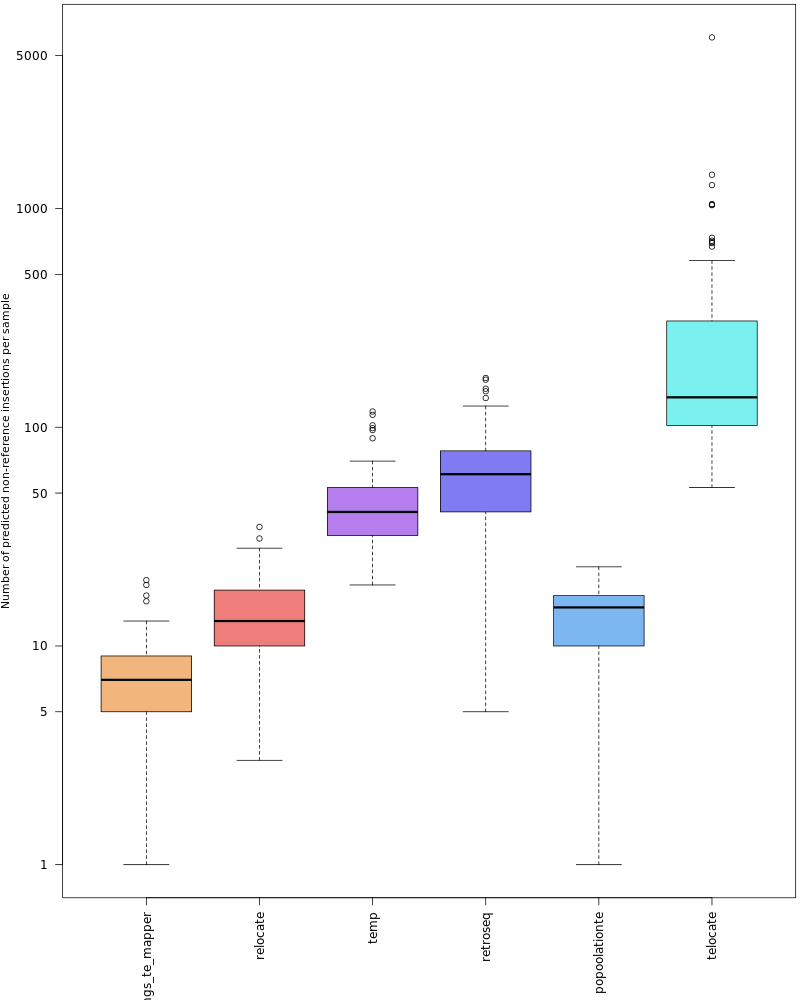 Number of predicted non-reference insertions per sample
5000
1000
500
100
50
10
5
1
ngs_te_mapper
relocate
temp
retroseq
popoolationte
telocate